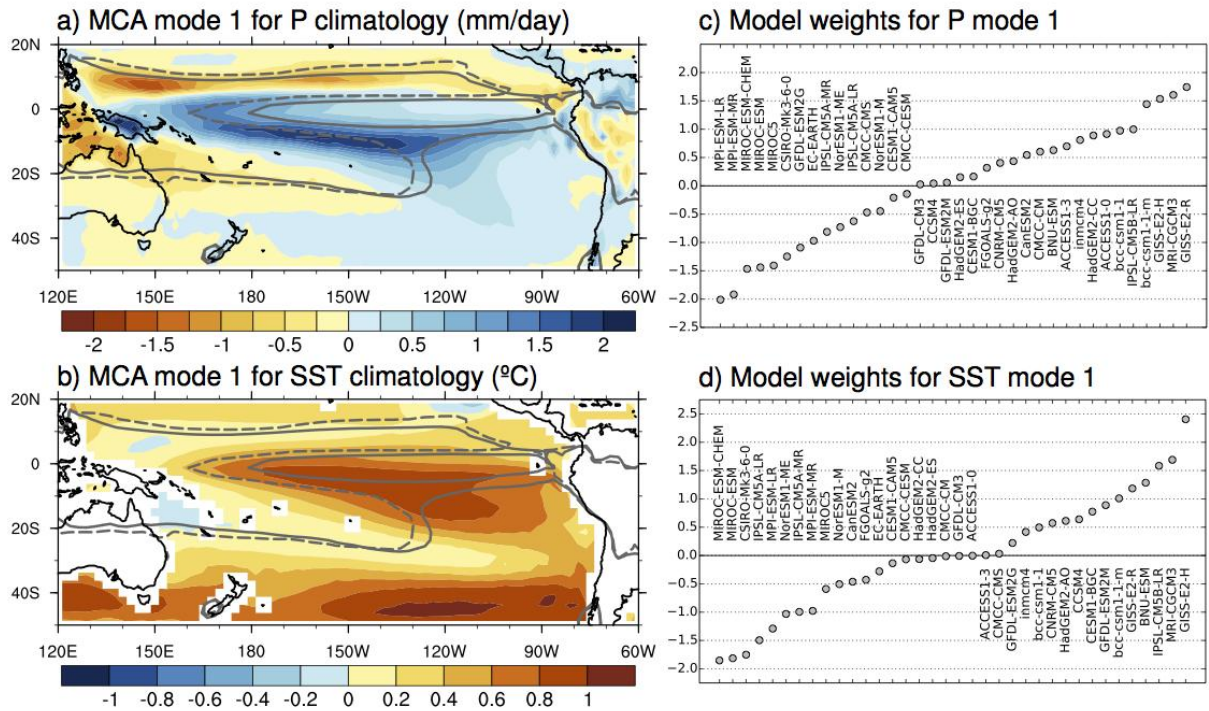 a) MCA mode 1 for P climatology (mm/day)
20N
0
20S
40S
120E 150E 180W 150W 120W 90W 60W
-2 -1.5 -1 -0.5 0 0.5 1 1.5 2
b) MCA mode 1 for SST climatology (ºC)
20N
0
20S
40S
120E 150E 180W 150W 120W 90W 60W
-1 -0.8 -0.6 -0.4 -0.2 0 0.2 0.4 0.6 0.8 1
c) Model weights for P mode 1
2.0
1.5
1.0
0.5
0.0
−0.5
−1.0
−1.5
−2.0
−2.5
MPI-ESM-LR
MPI-ESM-MR
MIROC-ESM-CHEM
MIROC-ESM
MIROC5
CSIRO-Mk3-6-0
GFDL-ESM2G
EC-EARTH
IPSL-CM5A-MR
NorESM1-ME
IPSL-CM5A-LR
CMCC-CMS
NorESM1-M
CESM1-CAM5
CMCC-CESM
GFDL-CM3
CCSM4
GFDL-ESM2M
HadGEM2-ES
CESM1-BGC
FGOALS-g2
CNRM-CM5
HadGEM2-AO
CanESM2
CMCC-CM
BNU-ESM
ACCESS1-3
inmcm4
HadGEM2-CC
ACCESS1-0
bcc-csm1-1
IPSL-CM5B-LR
bcc-csm1-1-m
GISS-E2-H
MRI-CGCM3
GISS-E2-R
d) Model weights for SST mode 1
2.5
2.0
1.5
1.0
0.5
0.0
−0.5
−1.0
−1.5
−2.0
MIROC-ESM-CHEM
MIROC-ESM
CSIRO-Mk3-6-0
IPSL-CM5A-LR
MPI-ESM-LR
NorESM1-ME
IPSL-CM5A-MR
MPI-ESM-MR
MIROC5
NorESM1-M
CanESM2
FGOALS-g2
EC-EARTH
CESM1-CAM5
CMCC-CESM
HadGEM2-CC
HadGEM2-ES
CMCC-CM
GFDL-CM3
ACCESS1-0
ACCESS1-3
CMCC-CMS
GFDL-ESM2G
inmcm4
bcc-csm1-1
CNRM-CM5
HadGEM2-AO
CCSM4
CESM1-BGC
GFDL-ESM2M
bcc-csm1-1-m
GISS-E2-R
BNU-ESM
IPSL-CM5B-LR
MRI-CGCM3
GISS-E2-H